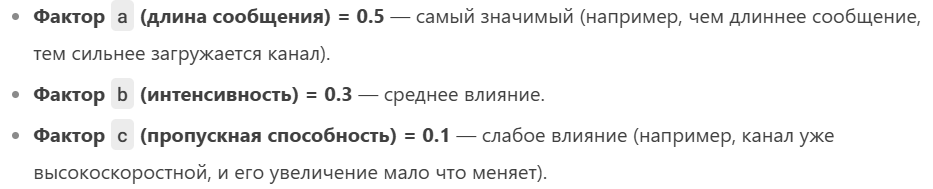 • Фактор a (длина сообщения) = 0.5 — самый значимый (например, чем длиннее сообщение,
тем сильнее загружается канал).
• Фактор b (интенсивность) = 0.3 — среднее влияние.
• Фактор c (пропускная способность) = 0.1 — слабое влияние (например, канал уже
высокоскоростной, и его увеличение мало что меняет).